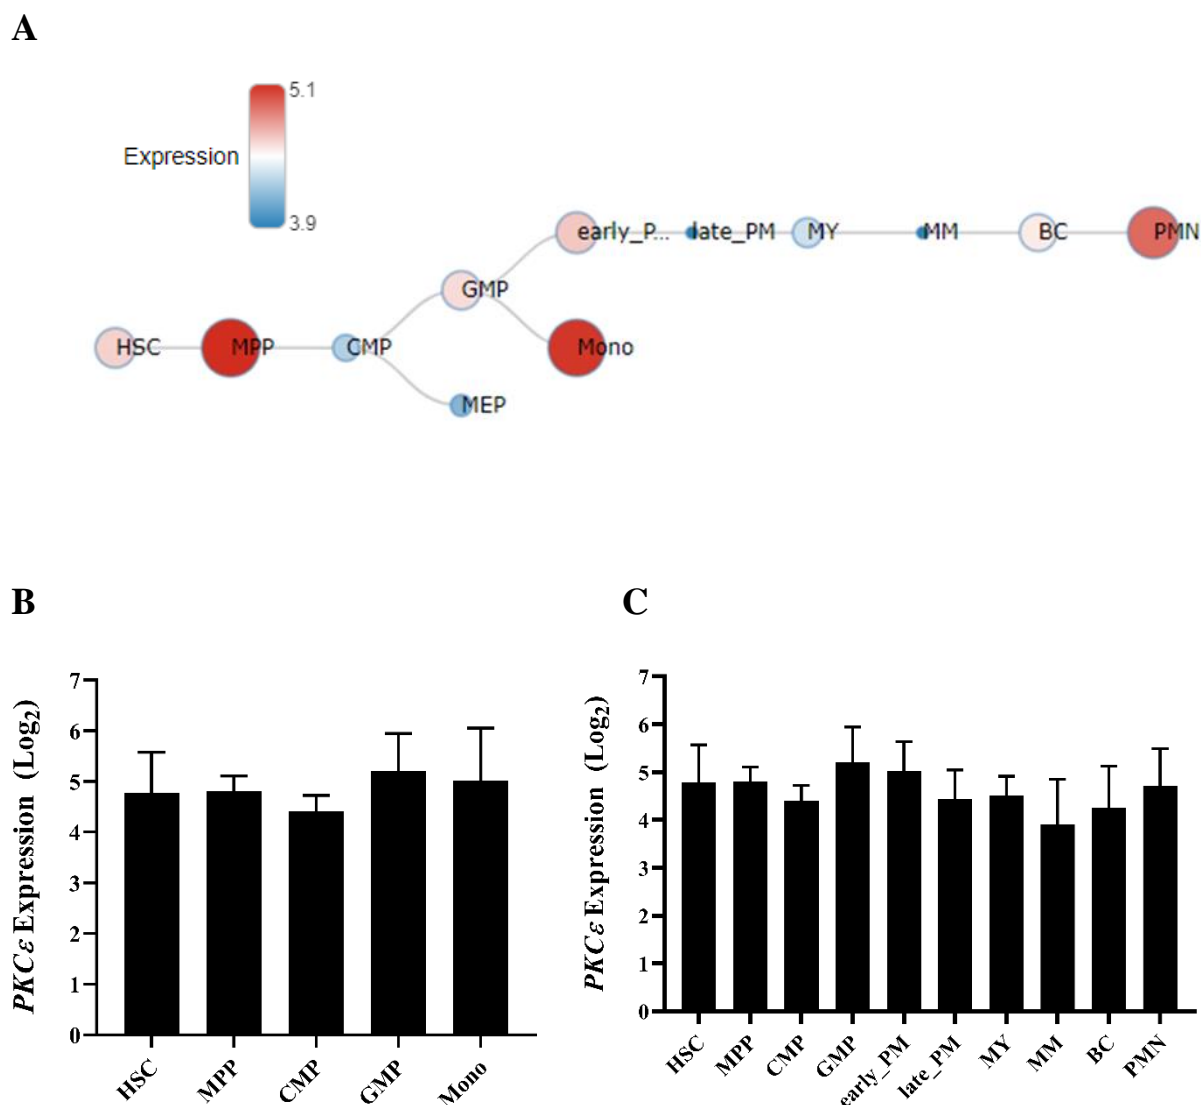 A
5.1
Expression
3.9
early_P... late_PM MY MM BC PMN
GMP
HSC MPP CMP Mono
MEP
B
C
PKCε Expression (Log2)
7
6
5
4
3
2
1
0
HSC MPP CMP GMP Mono
PKCε Expression (Log2)
7
6
5
4
3
2
1
0
HSC MPP CMP GMP early_PM late_PM MY MM BC PMN